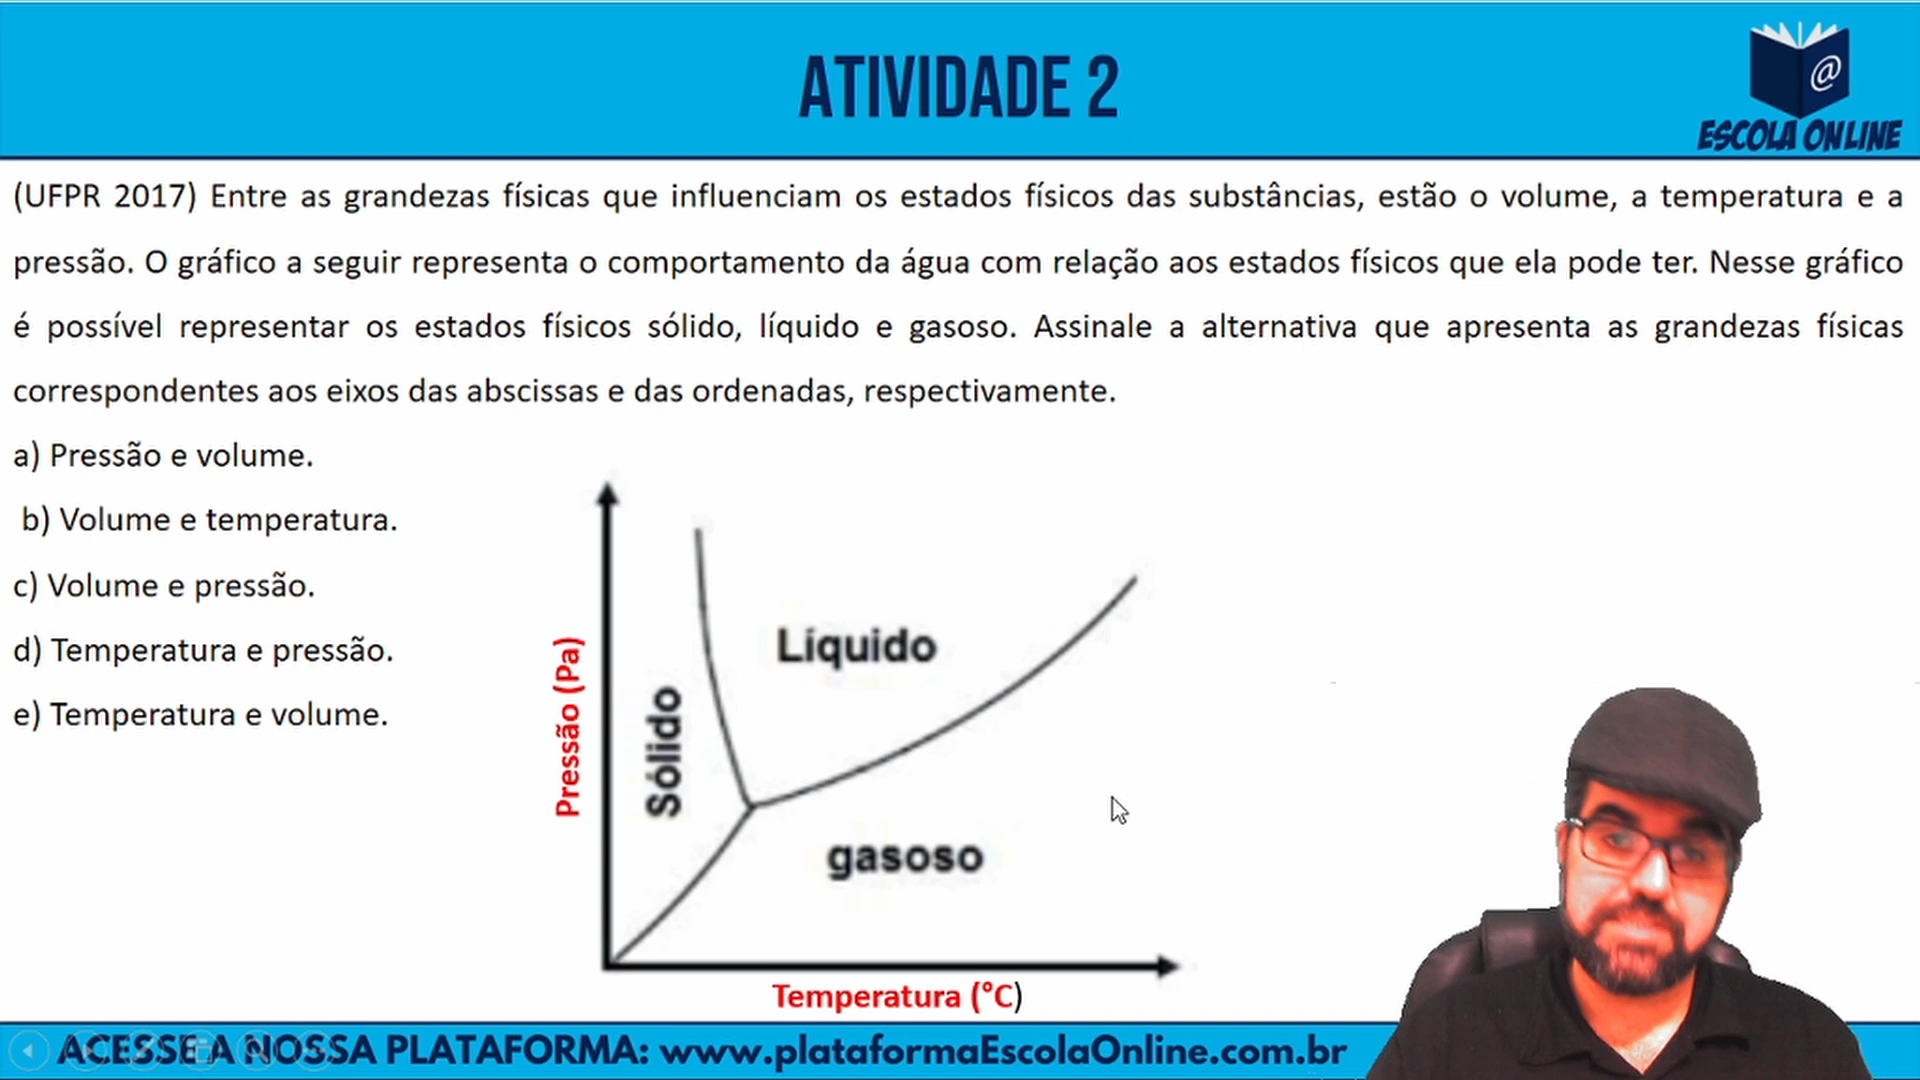 ATIVIDADE 2
@
ESCOLA ONLINE
(UFPR 2017) Entre as grandezas físicas que influenciam os estados físicos das substâncias, estão o volume, a temperatura e a
pressão. O gráfico a seguir representa o comportamento da água com relação aos estados físicos que ela pode ter. Nesse gráfico
é possível representar os estados físicos sólido, líquido e gasoso. Assinale a alternativa que apresenta as grandezas físicas
correspondentes aos eixos das abscissas e das ordenadas, respectivamente.
a) Pressão e volume.
b) Volume e temperatura.
c) Volume e pressão.
d) Temperatura e pressão.
e) Temperatura e volume.
Pressão (Pa)
Sólido
Líquido
gasoso
Temperatura (°C)
ACESSE A NOSSA PLATAFORMA: www.plataformaEscolaOnline.com.br